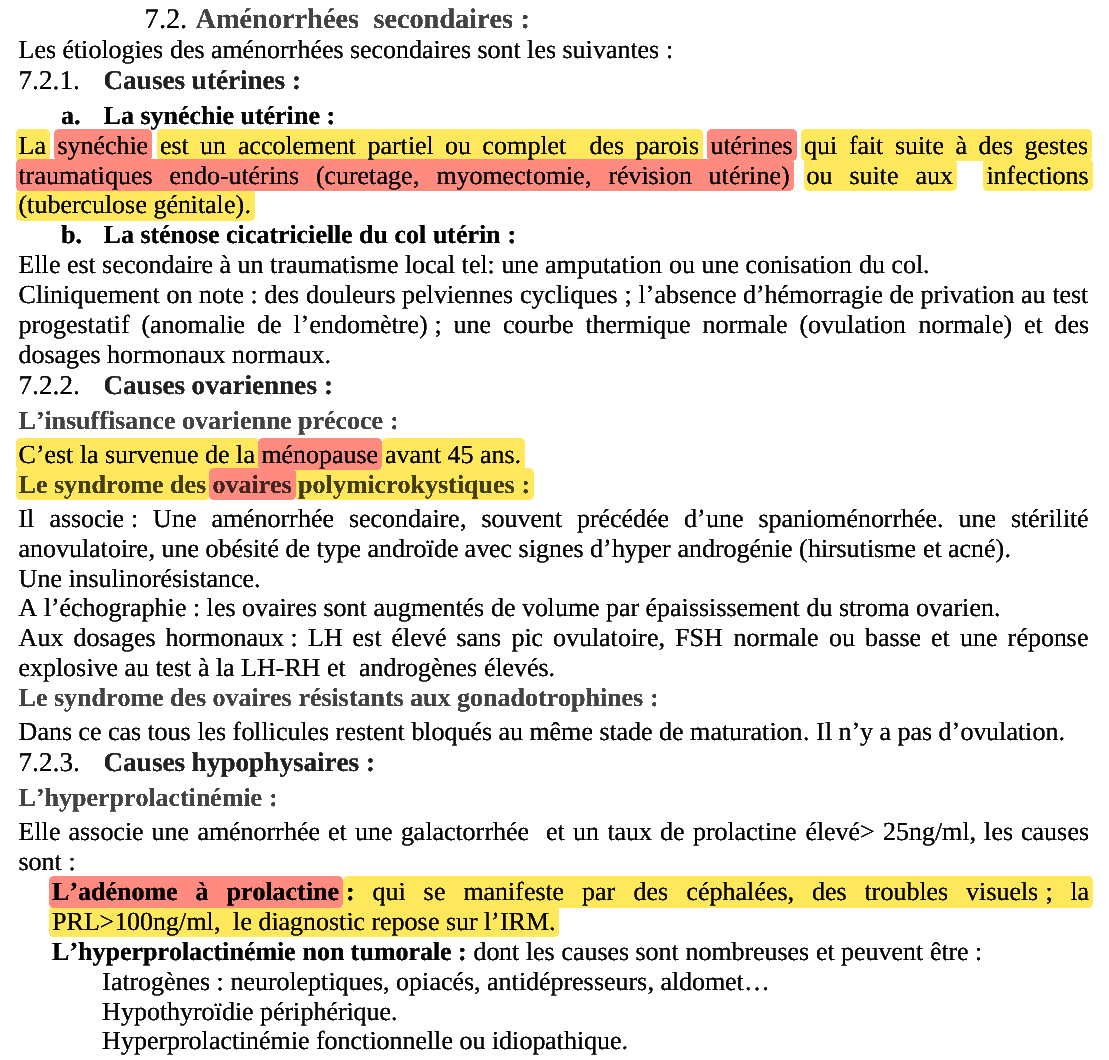 7.2. Aménorrhées secondaires :
Les étiologies des aménorrhées secondaires sont les suivantes :
7.2.1. Causes utérines :
a. La synéchie utérine :
La synéchie est un accolement partiel ou complet des parois utérines qui fait suite à des gestes
traumatiques endo-utérins (curetage, myomectomie, révision utérine) ou suite aux infections
(tuberculose génitale).
b. La sténose cicatricielle du col utérin :
Elle est secondaire à un traumatisme local tel: une amputation ou une conisation du col.
Cliniquement on note : des douleurs pelviennes cycliques ; l’absence d’hémorragie de privation au test
progestatif (anomalie de l’endomètre) ; une courbe thermique normale (ovulation normale) et des
dosages hormonaux normaux.
7.2.2. Causes ovariennes :
L’insuffisance ovarienne précoce :
C’est la survenue de la ménopause avant 45 ans.
Le syndrome des ovaires polymicrokystiques :
Il associe : Une aménorrhée secondaire, souvent précédée d’une spanioménorrhée. une stérilité
anovulatoire, une obésité de type androïde avec signes d’hyper androgénie (hirsutisme et acné).
Une insulinorésistance.
A l’échographie : les ovaires sont augmentés de volume par épaississement du stroma ovarien.
Aux dosages hormonaux : LH est élevé sans pic ovulatoire, FSH normale ou basse et une réponse
explosive au test à la LH-RH et androgènes élevés.
Le syndrome des ovaires résistants aux gonadotrophines :
Dans ce cas tous les follicules restent bloqués au même stade de maturation. Il n’y a pas d’ovulation.
7.2.3. Causes hypophysaires :
L’hyperprolactinémie :
Elle associe une aménorrhée et une galactorrhée et un taux de prolactine élevé> 25ng/ml, les causes
sont :
L’adénome à prolactine : qui se manifeste par des céphalées, des troubles visuels ; la
PRL>100ng/ml, le diagnostic repose sur l’IRM.
L’hyperprolactinémie non tumorale : dont les causes sont nombreuses et peuvent être :
Iatrogènes : neuroleptiques, opiacés, antidépresseurs, aldomet…
Hypothyroïdie périphérique.
Hyperprolactinémie fonctionnelle ou idiopathique.